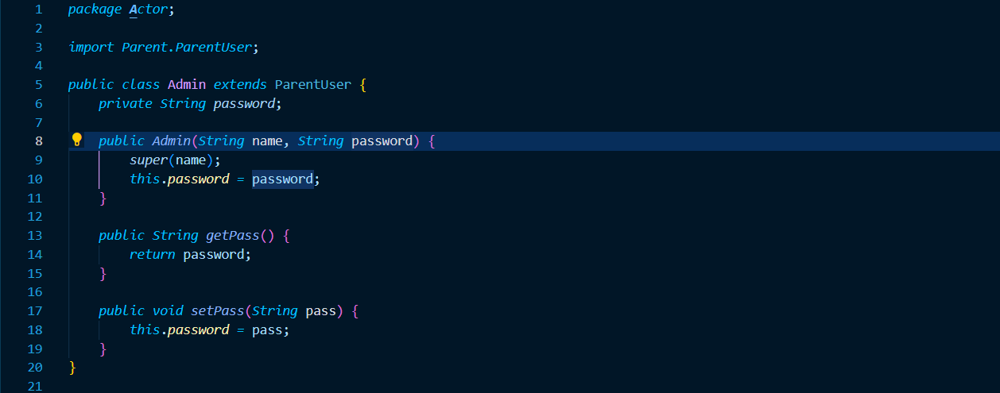 1 package Actor;
2
3 import Parent.ParentUser;
4
5 public class Admin extends ParentUser {
6     private String password;
7
8     public Admin(String name, String password) {
9         super(name);
10         this.password = password;
11     }
12
13     public String getPass() {
14         return password;
15     }
16
17     public void setPass(String pass) {
18         this.password = pass;
19     }
20 }
21